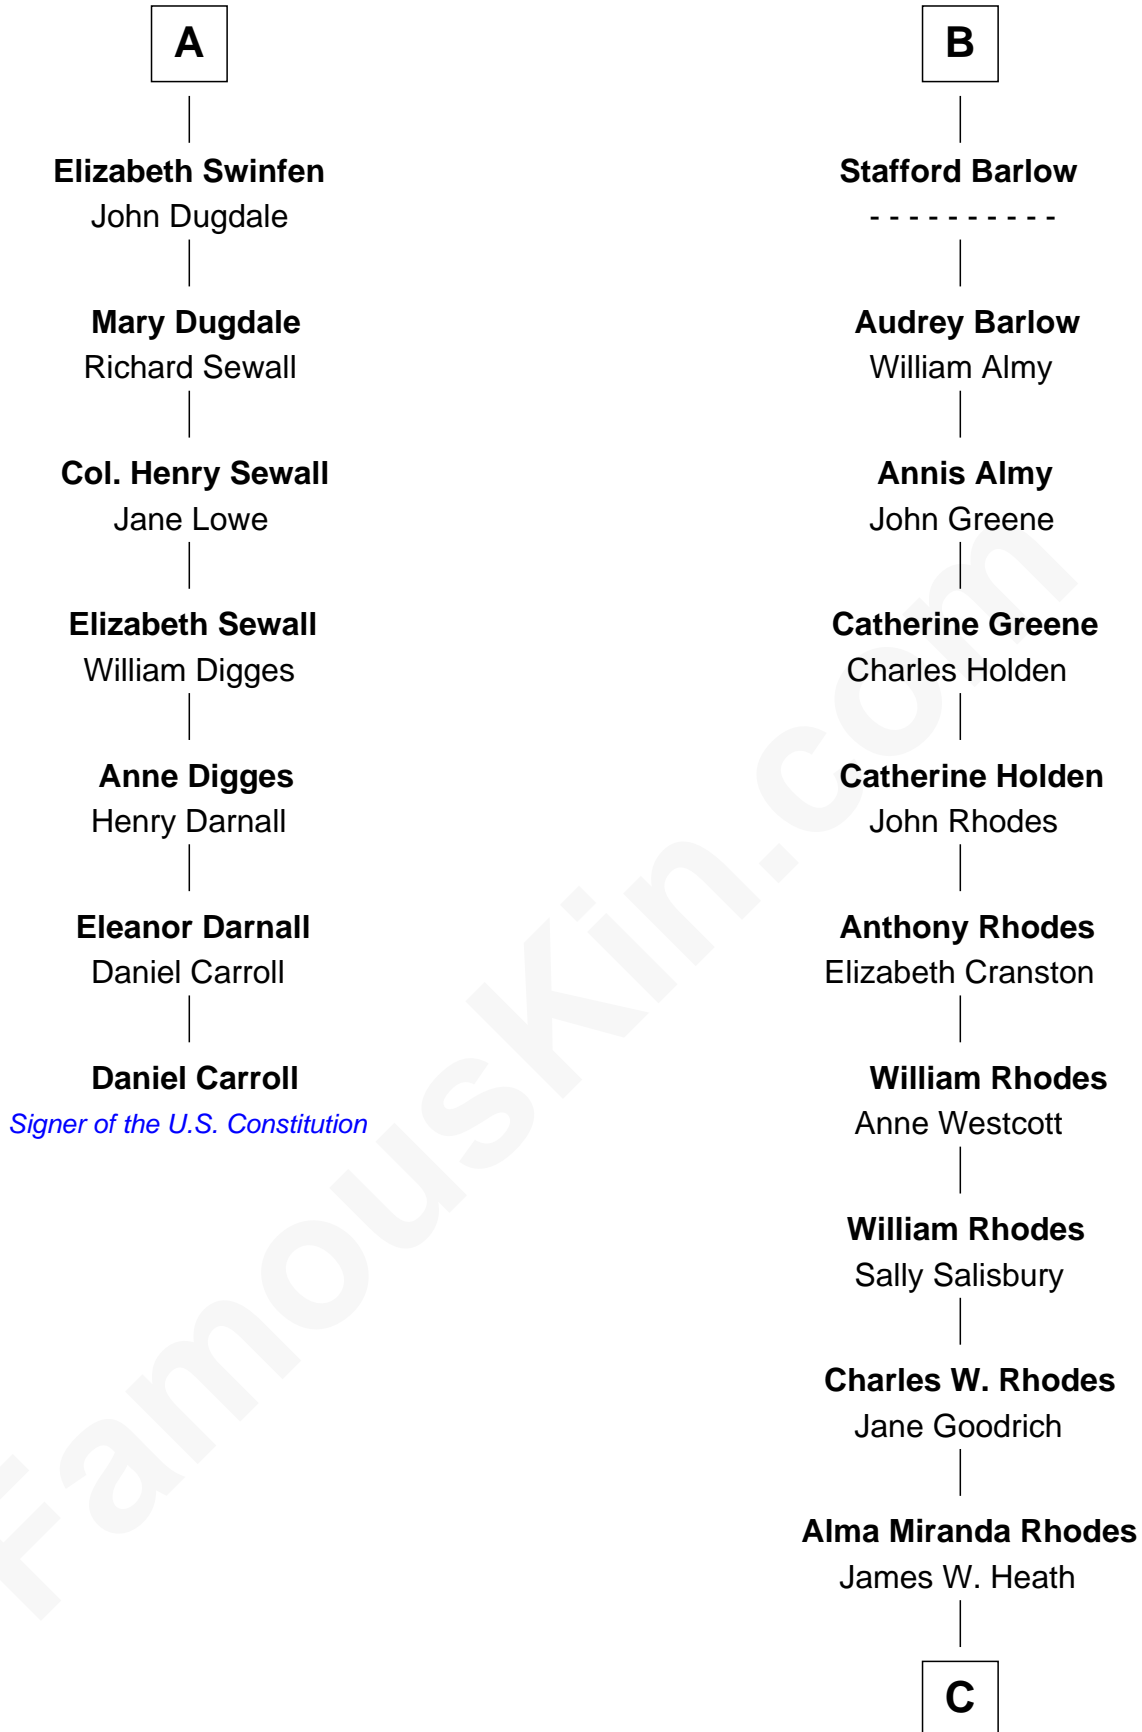 A
Elizabeth Swinfen
John Dugdale
Mary Dugdale
Richard Sewall
Col. Henry Sewall
Jane Lowe
Elizabeth Sewall
William Digges
Anne Digges
Henry Darnall
Eleanor Darnall
Daniel Carroll
Daniel Carroll
Signer of the U.S. Constitution
B
Stafford Barlow
- - - - - - - - - -
Audrey Barlow
William Almy
Annis Almy
John Greene
Catherine Greene
Charles Holden
Catherine Holden
John Rhodes
Anthony Rhodes
Elizabeth Cranston
William Rhodes
Anne Westcott
William Rhodes
Sally Salisbury
Charles W. Rhodes
Jane Goodrich
Alma Miranda Rhodes
James W. Heath
C
FamousKin.com